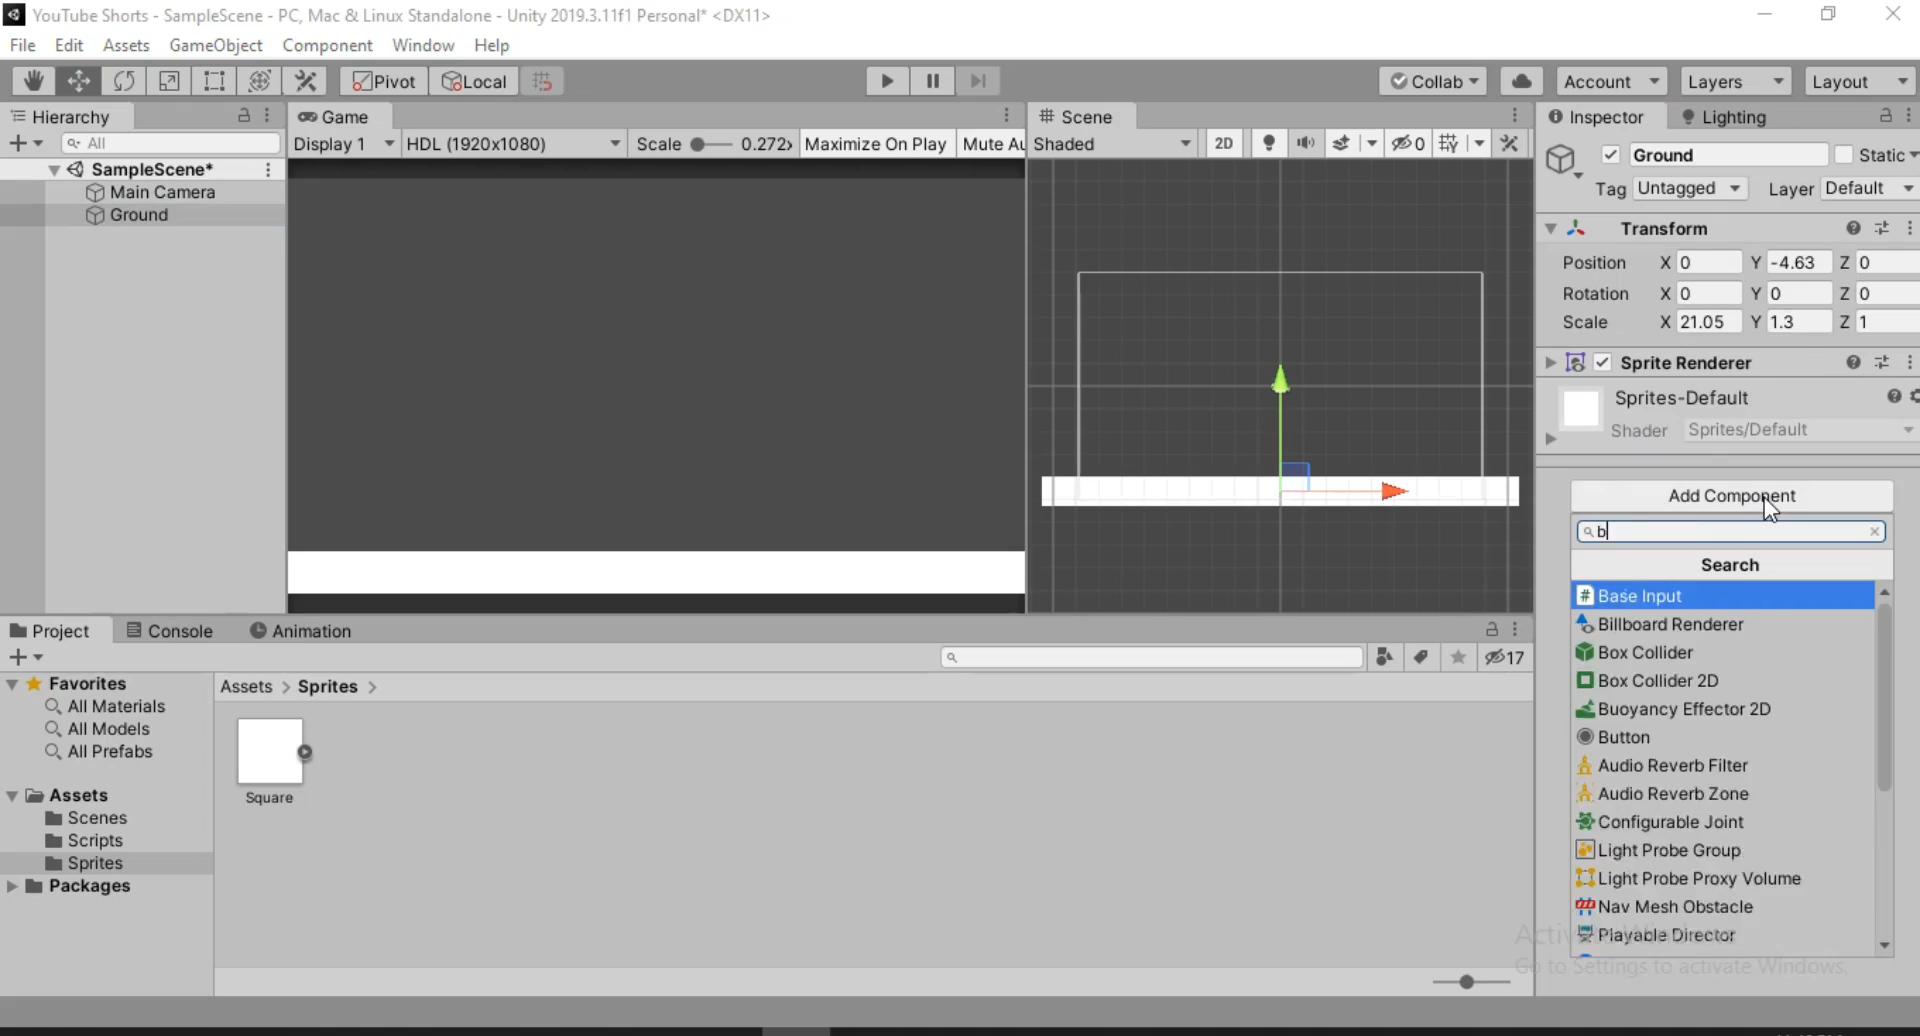 YouTube Shorts - SampleScene - PC, Mac & Linux Standalone - Unity 2019.3.11f1 Personal* <DX11>
File Edit Assets GameObject Component Window Help
Pivot Local Collab Account Layers Layout
Hierarchy
All
SampleScene*
Main Camera
Ground
Game
Display 1 HDL (1920x1080) Scale 0.272x Maximize On Play Mute Au
Scene
Shaded 2D 0
Inspector Lighting
Ground Static
Tag Untagged Layer Default
Transform
Position X 0 Y -4.63 Z 0
Rotation X 0 Y 0 Z 0
Scale X 21.05 Y 1.3 Z 1
Sprite Renderer
Sprites-Default
Shader Sprites/Default
Add Component
b
Search
Base Input
Billboard Renderer
Box Collider
Box Collider 2D
Buoyancy Effector 2D
Button
Audio Reverb Filter
Audio Reverb Zone
Configurable Joint
Light Probe Group
Light Probe Proxy Volume
Nav Mesh Obstacle
Playable Director
Project Console Animation
17
Favorites
All Materials
All Models
All Prefabs
Assets
Scenes
Scripts
Sprites
Packages
Assets > Sprites >
Square
Activate Windows
Go to Settings to activate Windows.